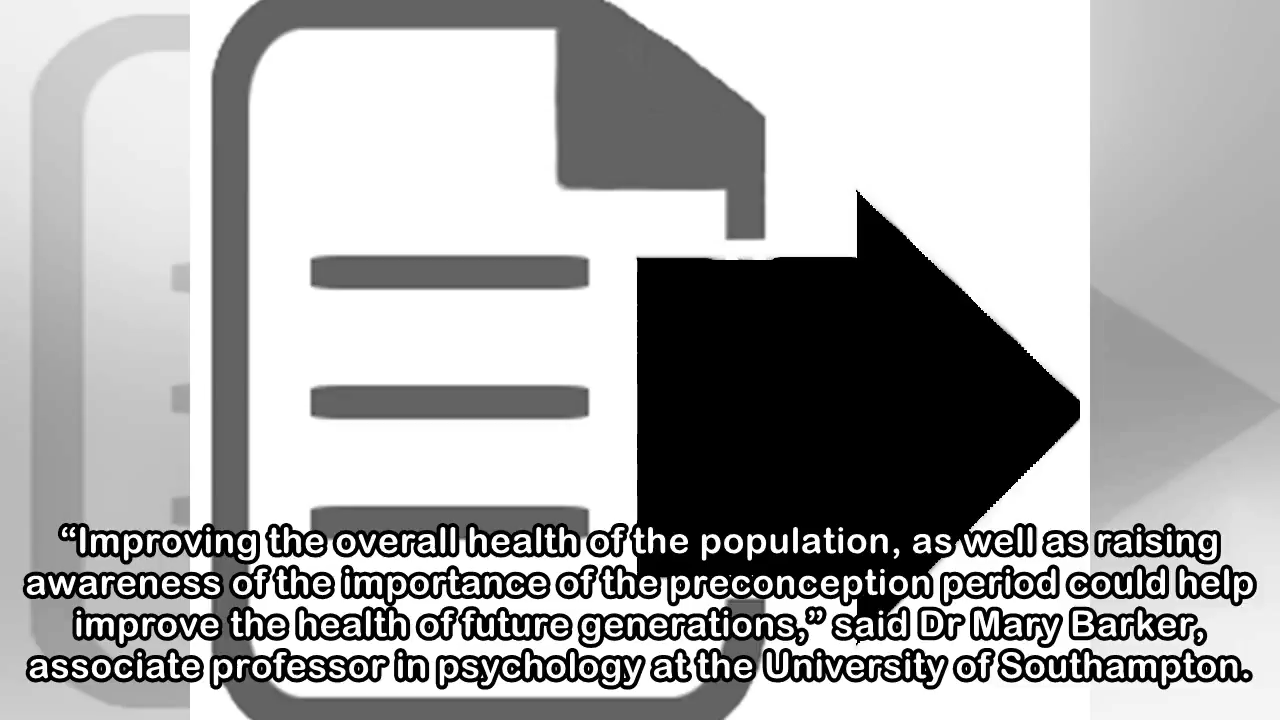 “Improving the overall health of the population, as well as raising
awareness of the importance of the preconception period could help
improve the health of future generations,” said Dr Mary Barker,
associate professor in psychology at the University of Southampton.